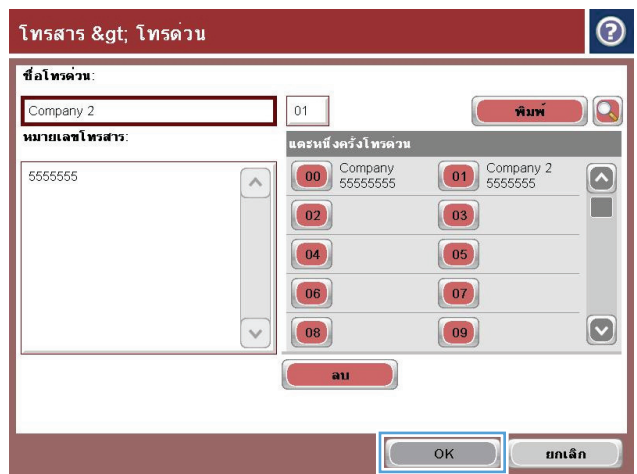 โทรสาร &gt; โทรด่วน
ชื่อโทรด่วน:
Company 2
01
พิมพ์
หมายเลขโทรสาร:
แตะหนึ่งครั้งโทรด่วน
5555555
00 Company 55555555
01 Company 2 5555555
02
03
04
05
06
07
08
09
ลบ
OK
ยกเลิก